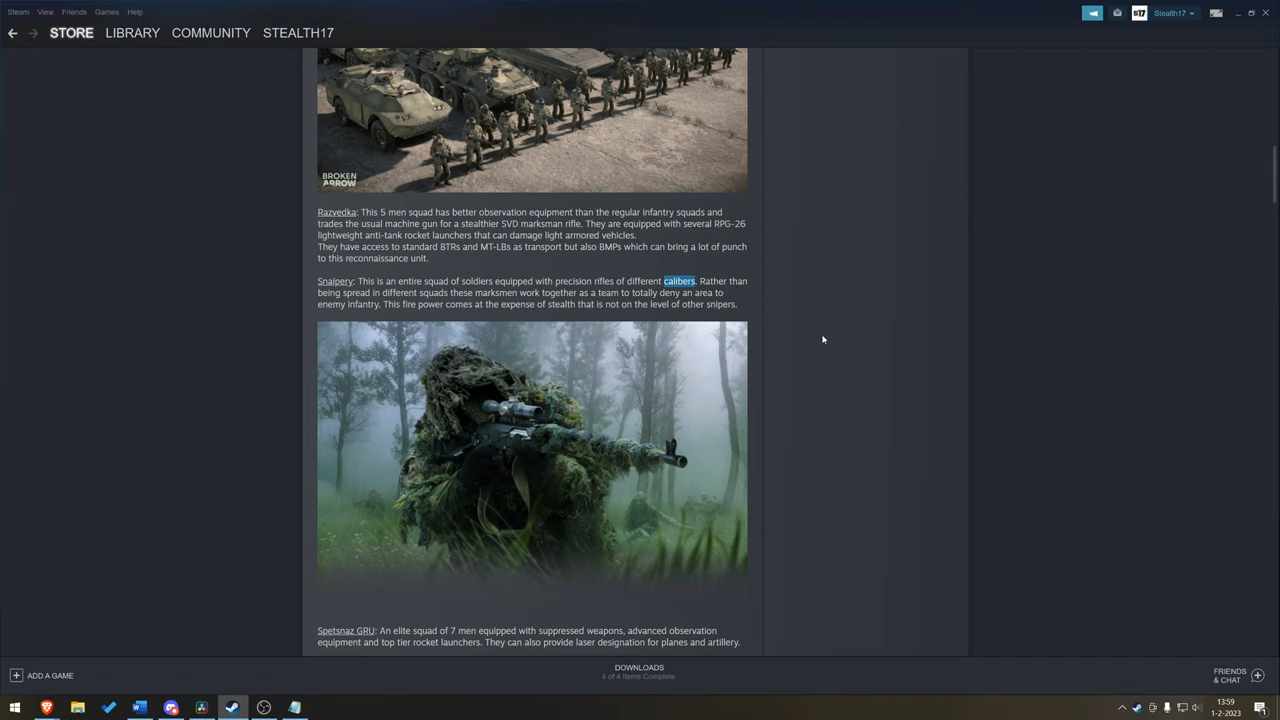 Steam View Friends Games Help
Stealth17
STORE LIBRARY COMMUNITY STEALTH17
BROKEN
ARROW
Razvedka: This 5 men squad has better observation equipment than the regular infantry squads and
trades the usual machine gun for a stealthier SVD marksman rifle. They are equipped with several RPG-26
lightweight anti-tank rocket launchers that can damage light armored vehicles.
They have access to standard BTRs and MT-LBs as transport but also BMPs which can bring a lot of punch
to this reconnaissance unit.
Snaipery: This is an entire squad of soldiers equipped with precision rifles of different calibers. Rather than
being spread in different squads these marksmen work together as a team to totally deny an area to
enemy infantry. This fire power comes at the expense of stealth that is not on the level of other snipers.
Spetsnaz GRU: An elite squad of 7 men equipped with suppressed weapons, advanced observation
equipment and top tier rocket launchers. They can also provide laser designation for planes and artillery.
ADD A GAME
DOWNLOADS
4 of 4 Items Complete
FRIENDS
& CHAT
13:59
1-2-2023